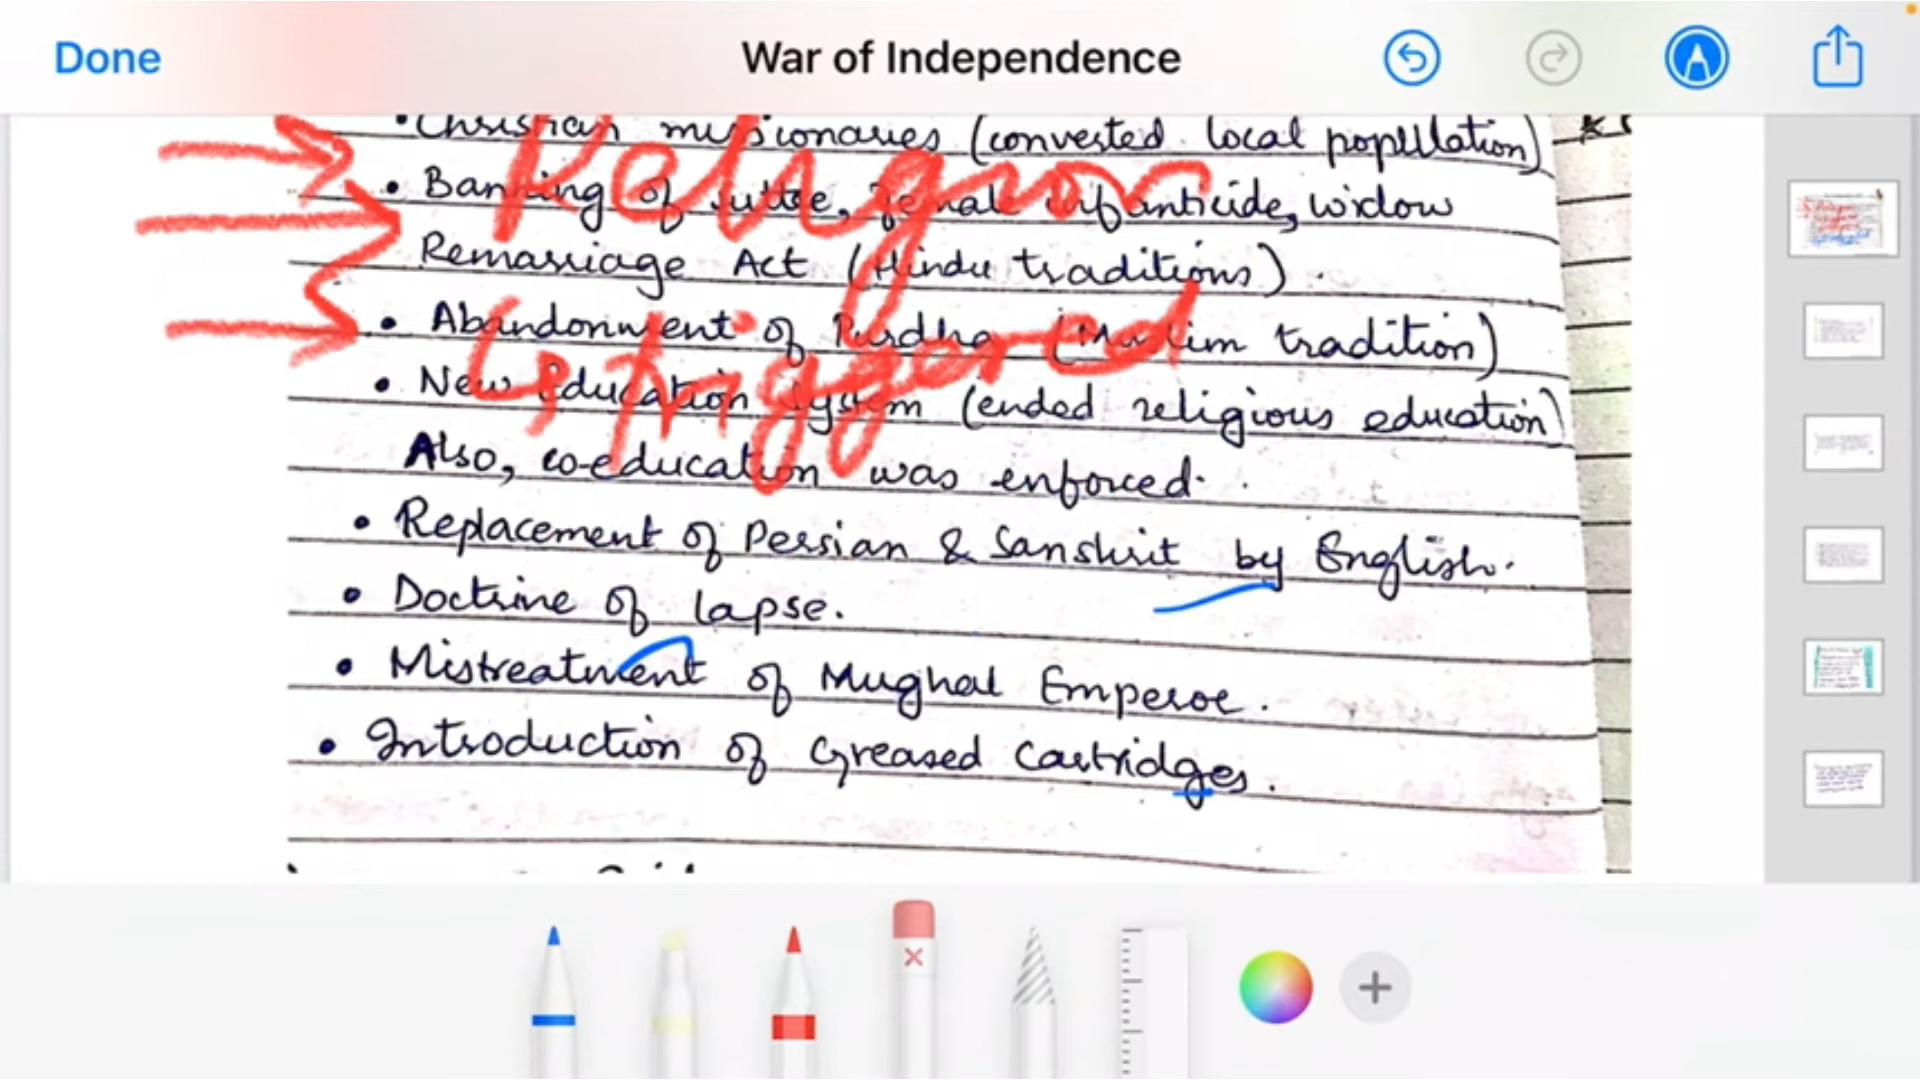 Done
War of Independence
• Christian missionaries (converted local popullation)
• Banning of Suttee, female infanticide, widow
Remarriage Act (Hindu traditions).
• Abandonment of Purdha (Muslim tradition)
• New Education System (ended religious education)
Also, co-education was enforced.
• Replacement of Persian & Sanskrit by English.
• Doctrine of lapse.
• Mistreatment of Mughal Emperor.
• Introduction of Greased Cartridges.
Religion
↳ triggered